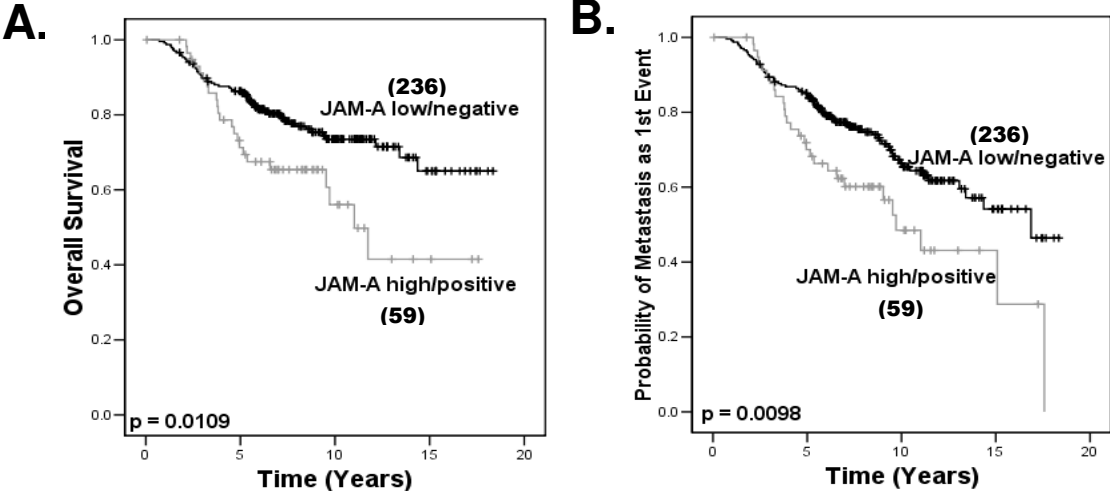 A.
Overall Survival
1.0
0.8
0.6
0.4
0.2
0.0
(236)
JAM-A low/negative
JAM-A high/positive
(59)
p = 0.0109
0 5 10 15 20
Time (Years)
B.
Probability of Metastasis as 1st Event
1.0
0.8
0.6
0.4
0.2
0.0
(236)
JAM-A low/negative
JAM-A high/positive
(59)
p = 0.0098
0 5 10 15 20
Time (Years)